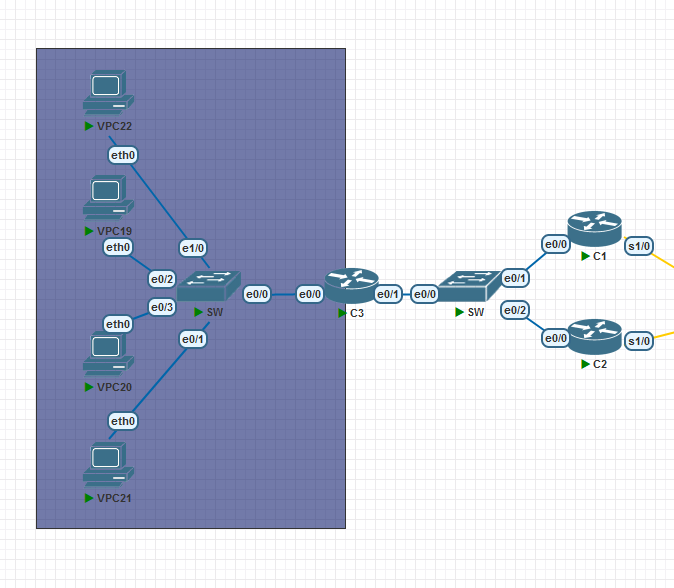 VPC22
eth0
VPC19
eth0
e1/0
e0/2
e0/3
SW
e0/0
e0/0
C3
e0/1
e0/0
SW
e0/1
e0/2
e0/0
C1
s1/0
e0/0
C2
s1/0
eth0
VPC20
e0/1
eth0
VPC21